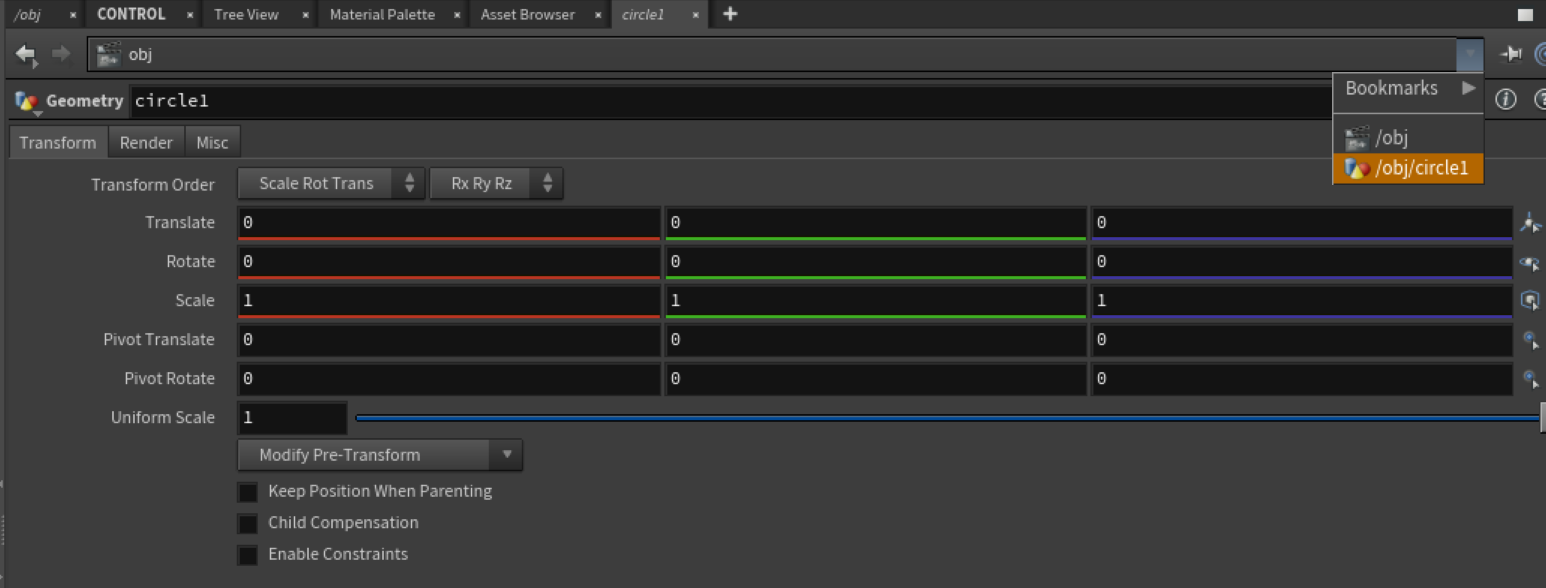 /obj × CONTROL × Tree View × Material Palette × Asset Browser × circle1 × +
obj
Bookmarks
Geometry circle1
/obj
Transform Render Misc
/obj/circle1
Transform Order Scale Rot Trans Rx Ry Rz
Translate 0 0 0
Rotate 0 0 0
Scale 1 1 1
Pivot Translate 0 0 0
Pivot Rotate 0 0 0
Uniform Scale 1
Modify Pre-Transform
Keep Position When Parenting
Child Compensation
Enable Constraints